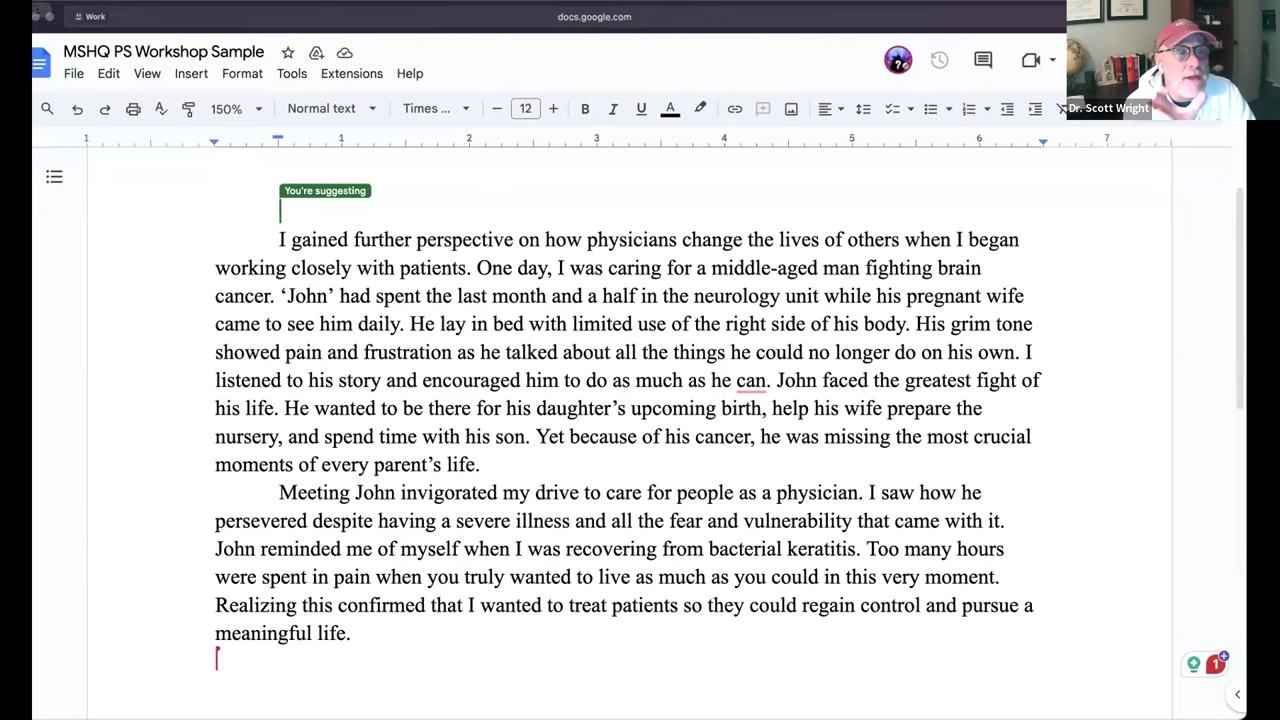 Work
docs.google.com
MSHQ PS Workshop Sample
File Edit View Insert Format Tools Extensions Help
150% Normal text Times ... 12 B I U A
Dr. Scott Wright
1 1 2 3 4 5 6 7
You're suggesting
I gained further perspective on how physicians change the lives of others when I began
working closely with patients. One day, I was caring for a middle-aged man fighting brain
cancer. ‘John’ had spent the last month and a half in the neurology unit while his pregnant wife
came to see him daily. He lay in bed with limited use of the right side of his body. His grim tone
showed pain and frustration as he talked about all the things he could no longer do on his own. I
listened to his story and encouraged him to do as much as he can. John faced the greatest fight of
his life. He wanted to be there for his daughter’s upcoming birth, help his wife prepare the
nursery, and spend time with his son. Yet because of his cancer, he was missing the most crucial
moments of every parent’s life.
Meeting John invigorated my drive to care for people as a physician. I saw how he
persevered despite having a severe illness and all the fear and vulnerability that came with it.
John reminded me of myself when I was recovering from bacterial keratitis. Too many hours
were spent in pain when you truly wanted to live as much as you could in this very moment.
Realizing this confirmed that I wanted to treat patients so they could regain control and pursue a
meaningful life.
1